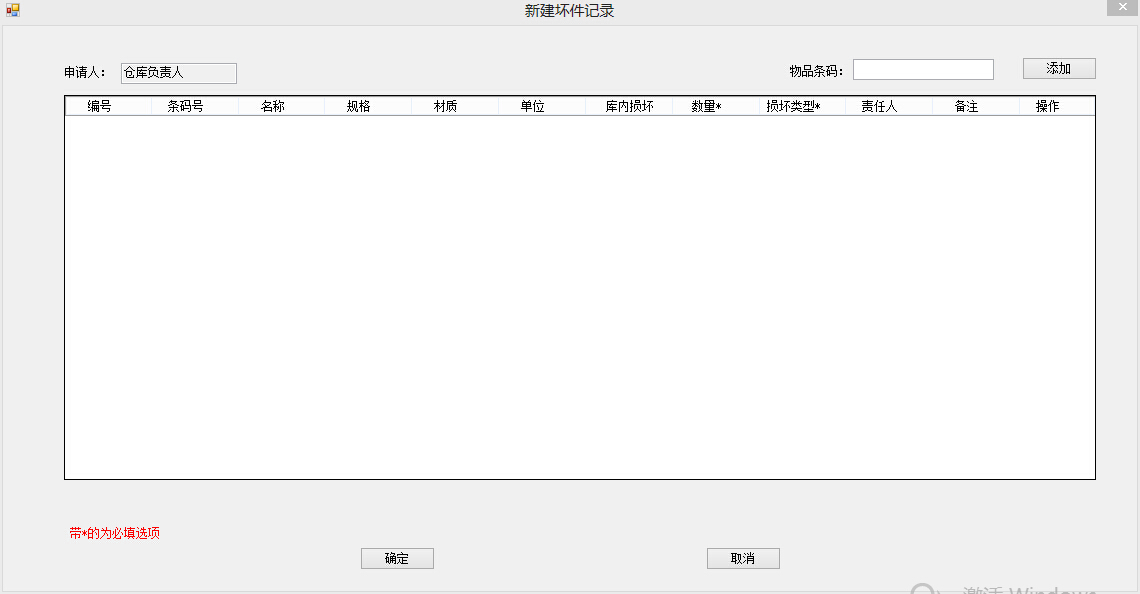 新建坏件记录
申请人： 仓库负责人 物品条码： 添加
编号 条码号 名称 规格 材质 单位 库内损坏 数量* 损坏类型* 责任人 备注 操作
带*的为必填选项
确定 取消
激活 Windows